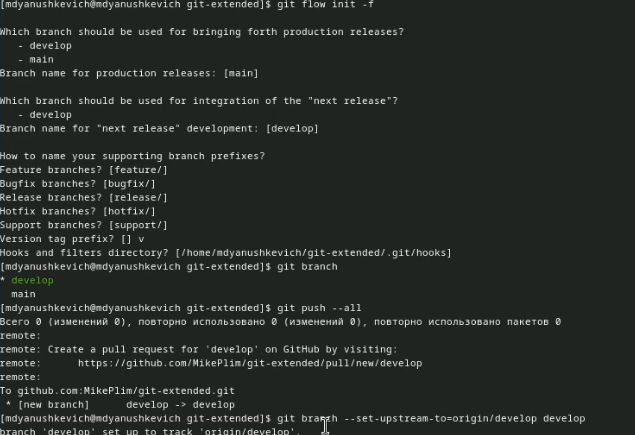 [mdyanushkevich@mdyanushkevich git-extended]$ git flow init -f
Which branch should be used for bringing forth production releases?
- develop
- main
Branch name for production releases: [main]
Which branch should be used for integration of the "next release"?
- develop
Branch name for "next release" development: [develop]
How to name your supporting branch prefixes?
Feature branches? [feature/]
Bugfix branches? [bugfix/]
Release branches? [release/]
Hotfix branches? [hotfix/]
Support branches? [support/]
Version tag prefix? [] v
Hooks and filters directory? [/home/mdyanushkevich/git-extended/.git/hooks]
[mdyanushkevich@mdyanushkevich git-extended]$ git branch
* develop
main
[mdyanushkevich@mdyanushkevich git-extended]$ git push --all
Всего 0 (изменений 0), повторно использовано 0 (изменений 0), повторно использовано пакетов 0
remote:
remote: Create a pull request for 'develop' on GitHub by visiting:
remote:      https://github.com/MikePlim/git-extended/pull/new/develop
remote:
To github.com:MikePlim/git-extended.git
* [new branch]      develop -> develop
[mdyanushkevich@mdyanushkevich git-extended]$ git branch --set-upstream-to=origin/develop develop
branch 'develop' set up to track 'origin/develop'.